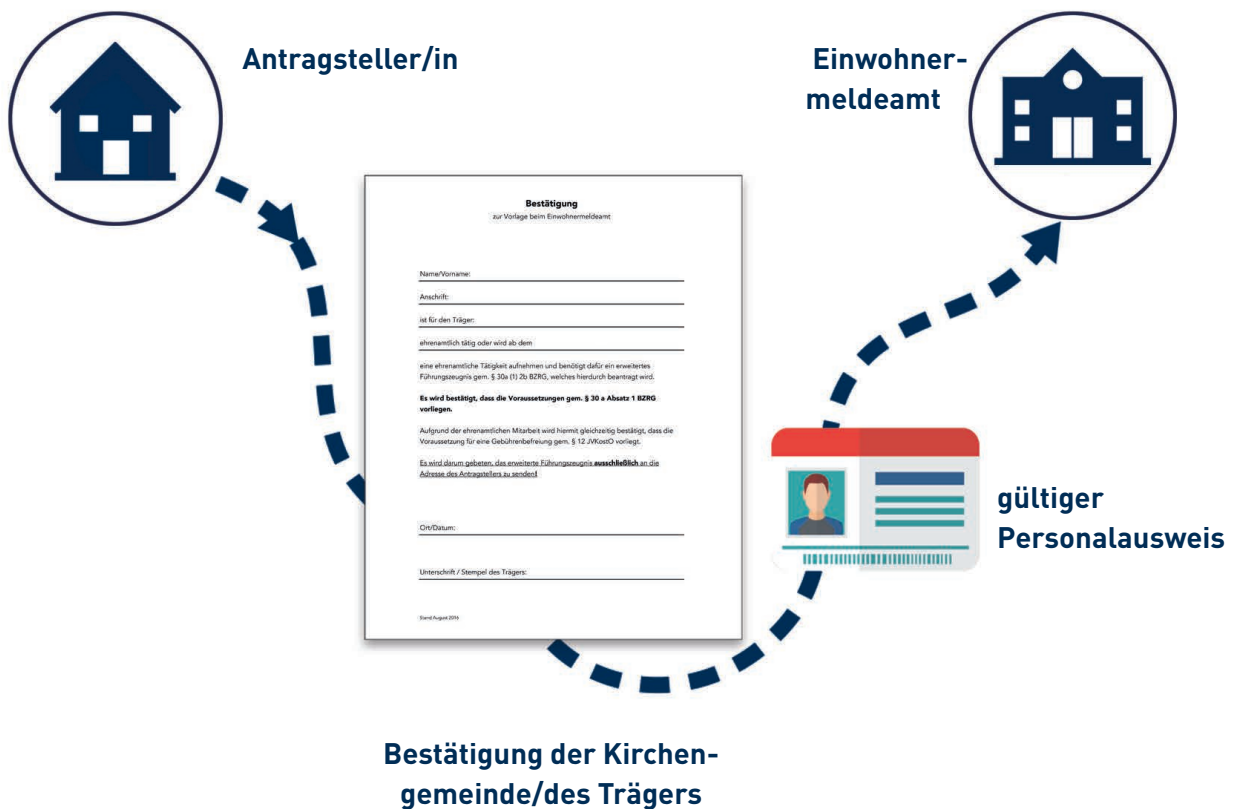 Antragsteller/in
Einwohner-
meldeamt
Bestätigung
zur Vorlage beim Einwohnermeldeamt
Name/Vorname:
Anschrift:
ist für den Träger:
ehrenamtlich tätig oder wird ab dem
eine ehrenamtliche Tätigkeit aufnehmen und benötigt dafür ein erweitertes
Führungszeugnis gem. § 30a (1) 2b BZRG, welches hierdurch beantragt wird.
Es wird bestätigt, dass die Voraussetzungen gem. § 30 a Absatz 1 BZRG
vorliegen.
Aufgrund der ehrenamtlichen Mitarbeit wird hiermit gleichzeitig bestätigt, dass die
Voraussetzung für eine Gebührenbefreiung gem. § 12 JVKostO vorliegt.
Es wird darum gebeten, das erweiterte Führungszeugnis ausschließlich an die
Adresse des Antragstellers zu senden!
Ort/Datum:
Unterschrift / Stempel des Trägers:
Stand August 2016
gültiger
Personalausweis
Bestätigung der Kirchen-
gemeinde/des Trägers